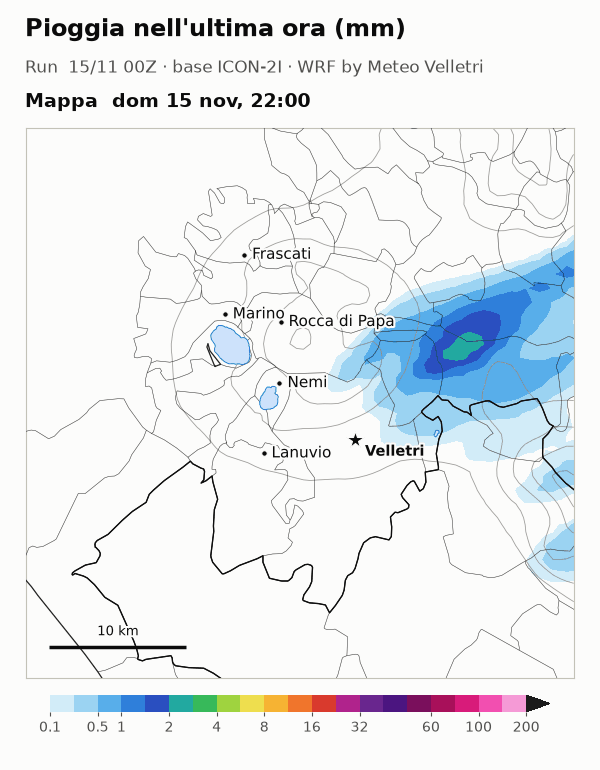 Pioggia nell'ultima ora (mm)
Run  15/11 00Z · base ICON-2I · WRF by Meteo Velletri
Mappa  dom 15 nov, 22:00
Frascati
Marino
Rocca di Papa
Nemi
Velletri
Lanuvio
10 km
0.1 0.5 1 2 4 8 16 32 60 100 200